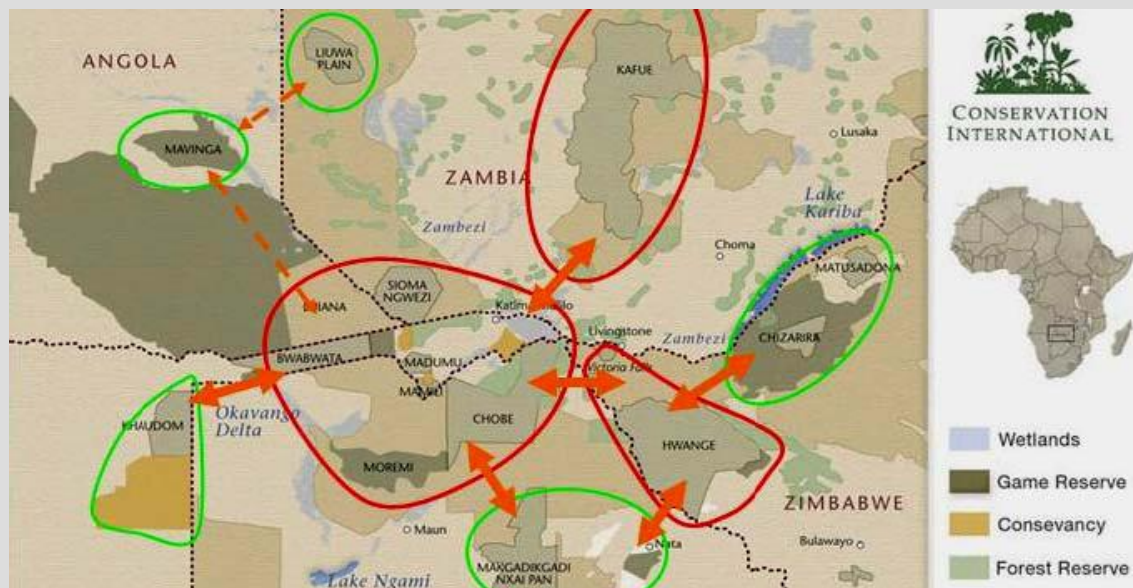 ANGOLA
LIUWA
PLAIN
KAFUE
MAVINGA
Lusaka
ZAMBIA
Lake
Kariba
Zambezi
Choma
MATUSADONA
SIOMA
NGWEZI
Livingstone
Zambezi
CHIZARIRA
BWABWATA
MADUMU
Victoria Falls
MAMILI
KHAUDOM
Okavango
Delta
CHOBE
HWANGE
MOREMI
ZIMBABWE
Maun
Nata
Bulawayo
MAKGADIKGADI
NXAI PAN
Lake Ngami
CONSERVATION
INTERNATIONAL
Wetlands
Game Reserve
Consevancy
Forest Reserve